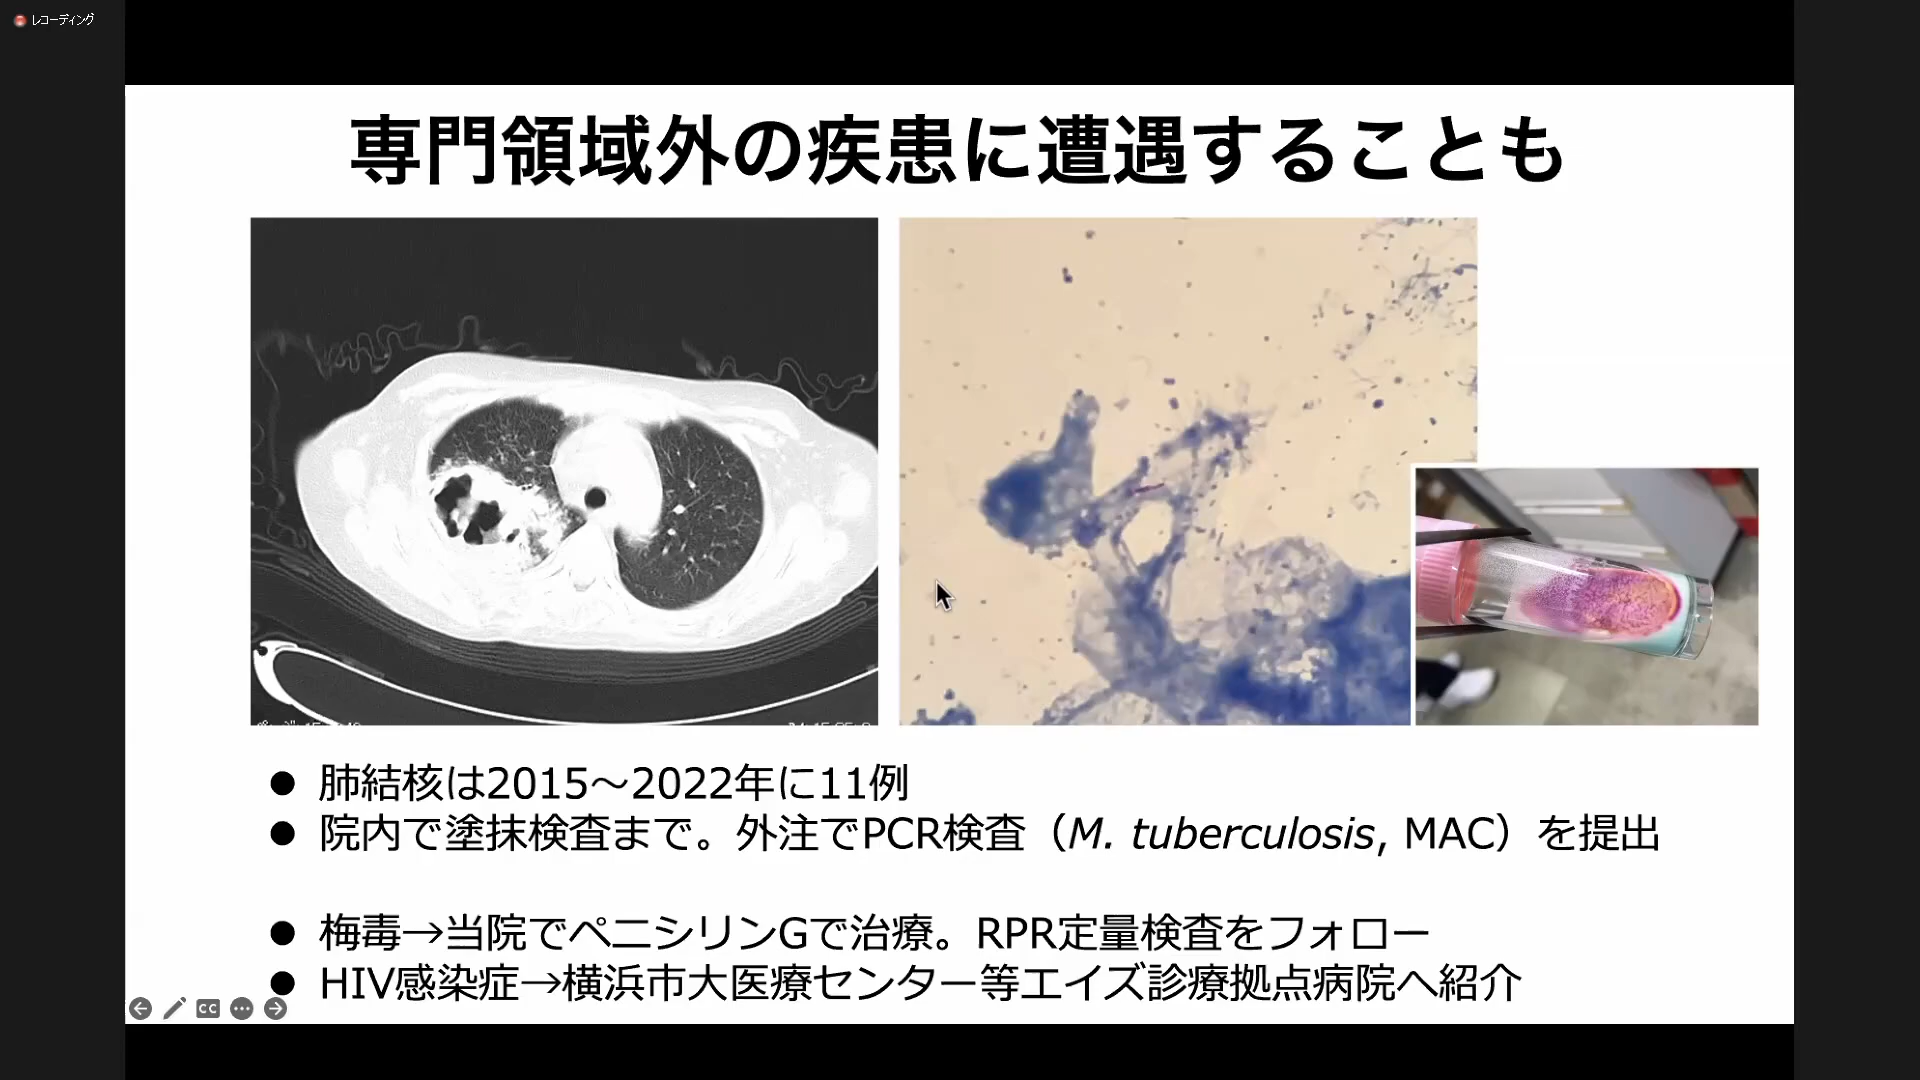 レコーディング
専門領域外の疾患に遭遇することも
● 肺結核は2015～2022年に11例
● 院内で塗抹検査まで。外注でPCR検査（M. tuberculosis, MAC）を提出
● 梅毒→当院でペニシリンGで治療。RPR定量検査をフォロー
● HIV感染症→横浜市大医療センター等エイズ診療拠点病院へ紹介
CC